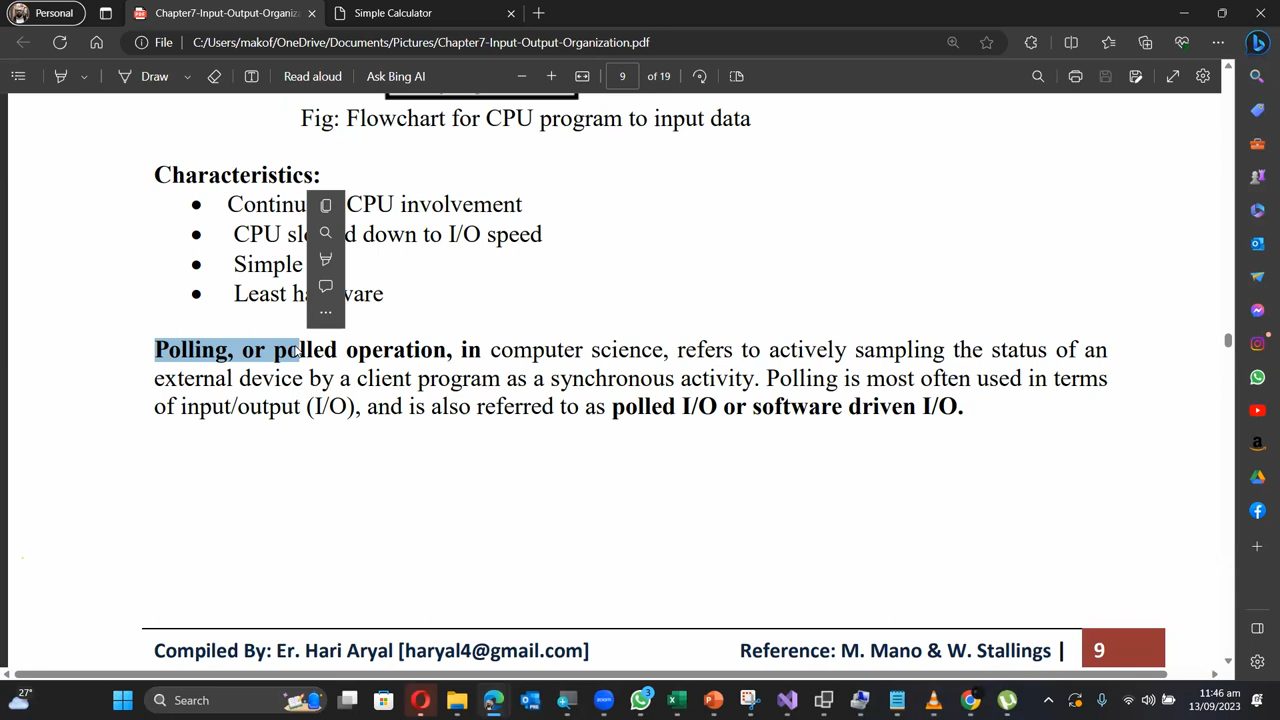 Personal
Chapter7-Input-Output-Organiza
Simple Calculator
File
C:/Users/makof/OneDrive/Documents/Pictures/Chapter7-Input-Output-Organization.pdf
Draw
Read aloud
Ask Bing AI
9 of 19
Fig: Flowchart for CPU program to input data
Characteristics:
• Continu CPU involvement
• CPU sl d down to I/O speed
• Simple
• Least h ware
Polling, or polled operation, in computer science, refers to actively sampling the status of an
external device by a client program as a synchronous activity. Polling is most often used in terms
of input/output (I/O), and is also referred to as polled I/O or software driven I/O.
Compiled By: Er. Hari Aryal [haryal4@gmail.com]
Reference: M. Mano & W. Stallings | 9
27°
Search
zoom
3
11:46 am
13/09/2023